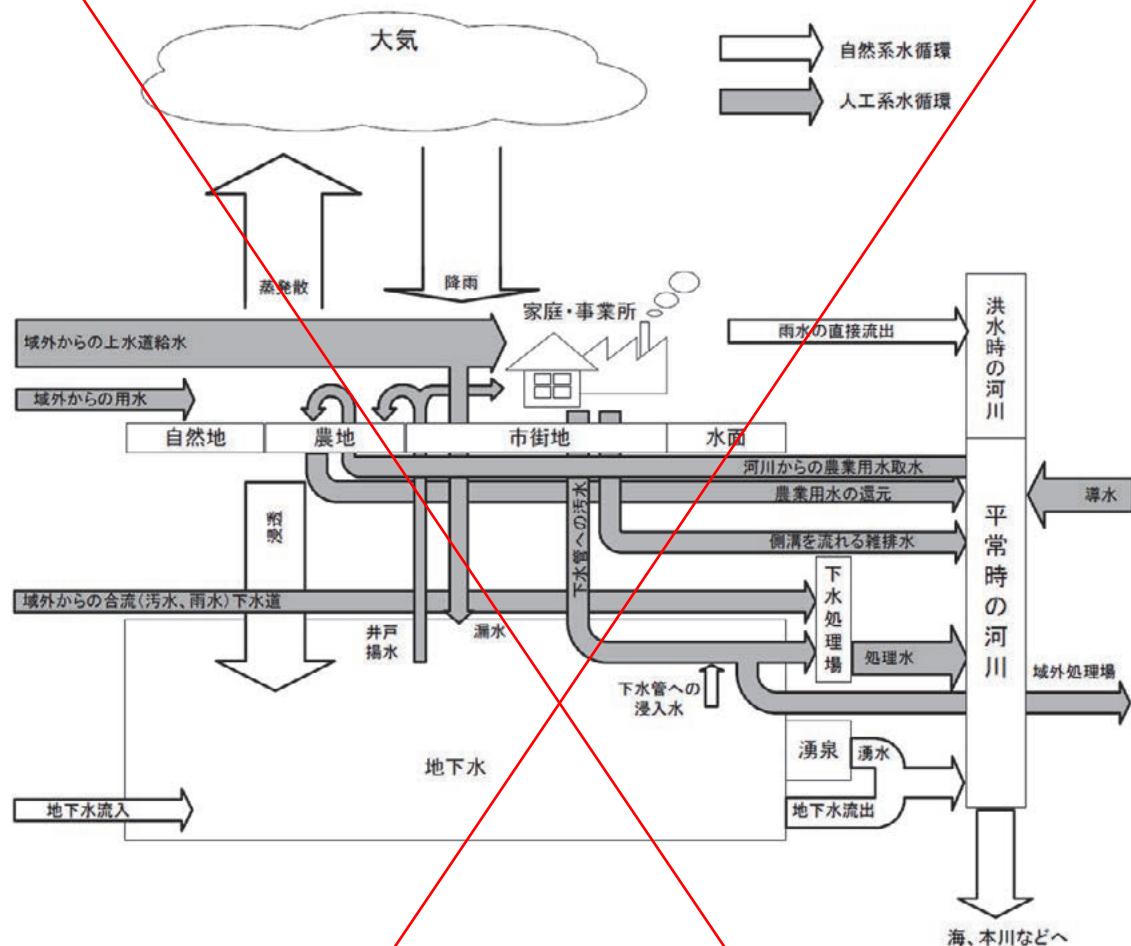 大気
自然系水循環
人工系水循環
蒸発散
降雨
家庭・事業所
域外からの上水道給水
雨水の直接流出
洪水時の河川
域外からの用水
自然地
農地
市街地
水面
河川からの農業用水取水
農業用水の還元
導水
浸透
下水管への汚水
側溝を流れる雑排水
平常時の河川
域外からの合流(汚水、雨水)下水道
下水処理場
井戸
揚水
漏水
処理水
域外処理場
下水管への
浸入水
地下水
湧泉
湧水
地下水流入
地下水流出
海、本川などへ